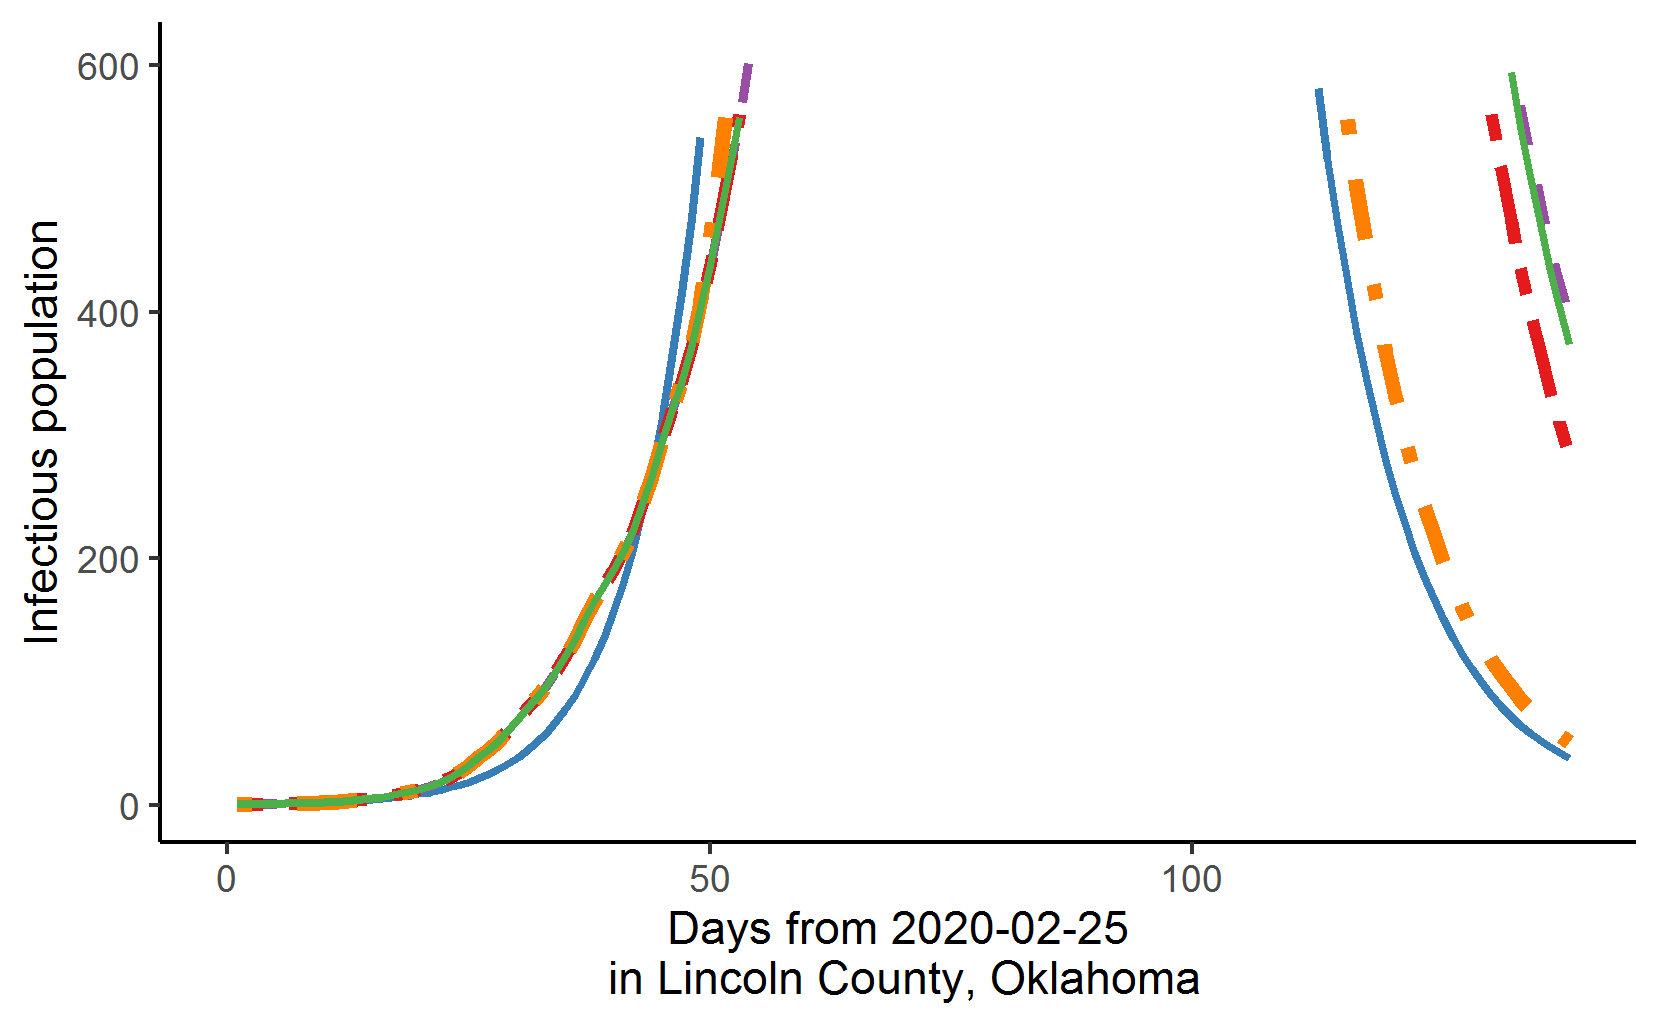 Infectious population
600
400
200
0
0 50 100
Days from 2020-02-25
in Lincoln County, Oklahoma